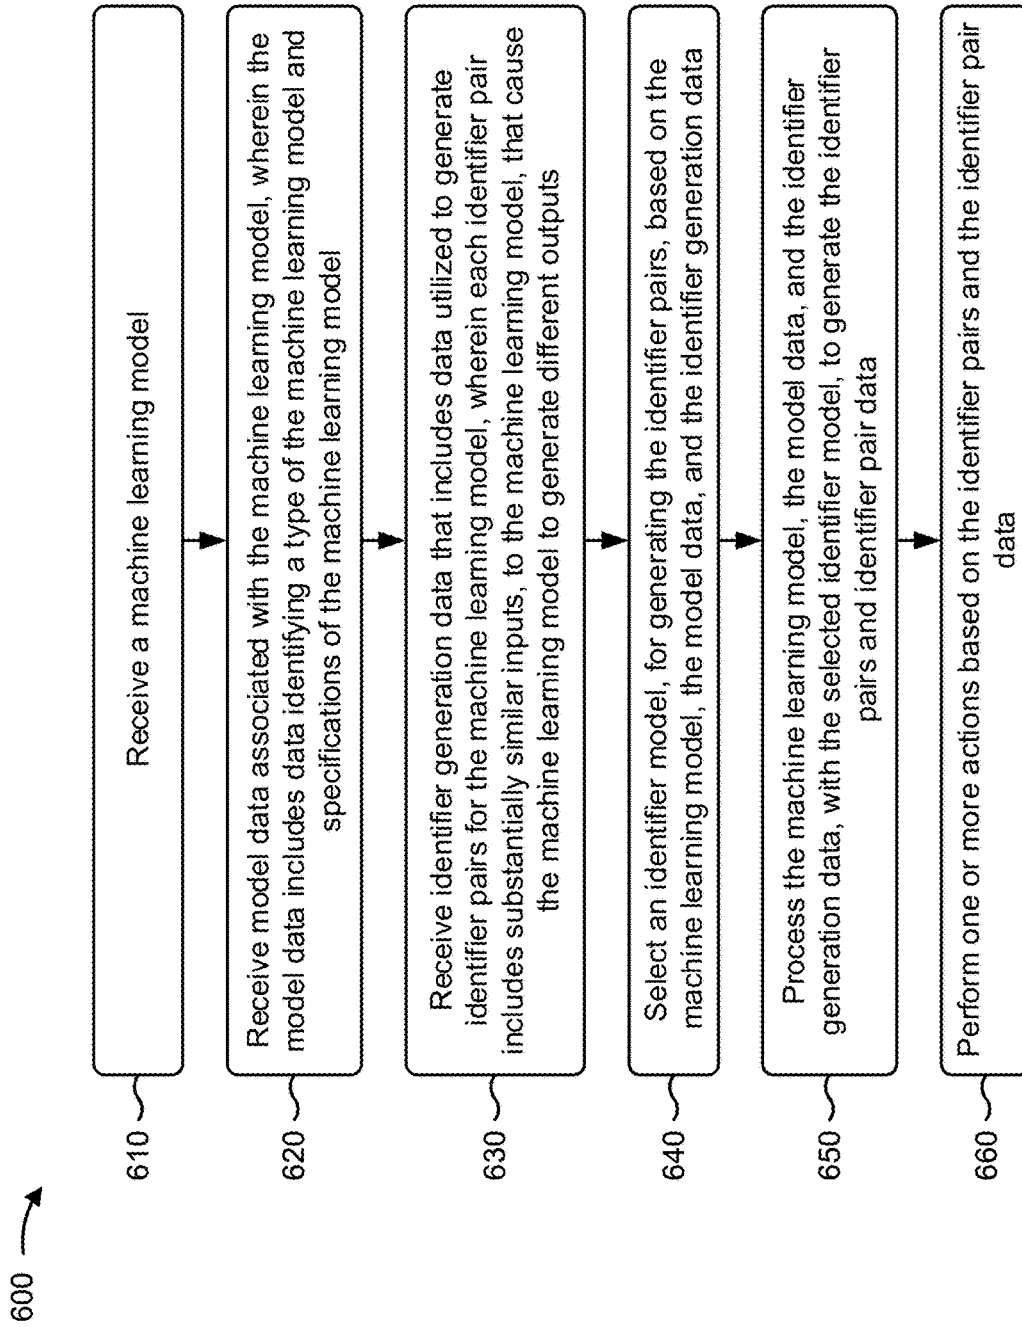 600
610
Receive a machine learning model
620
Receive model data associated with the machine learning model, wherein the
model data includes data identifying a type of the machine learning model and
specifications of the machine learning model
630
Receive identifier generation data that includes data utilized to generate
identifier pairs for the machine learning model, wherein each identifier pair
includes substantially similar inputs, to the machine learning model, that cause
the machine learning model to generate different outputs
640
Select an identifier model, for generating the identifier pairs, based on the
machine learning model, the model data, and the identifier generation data
650
Process the machine learning model, the model data, and the identifier
generation data, with the selected identifier model, to generate the identifier
pairs and identifier pair data
660
Perform one or more actions based on the identifier pairs and the identifier pair
data